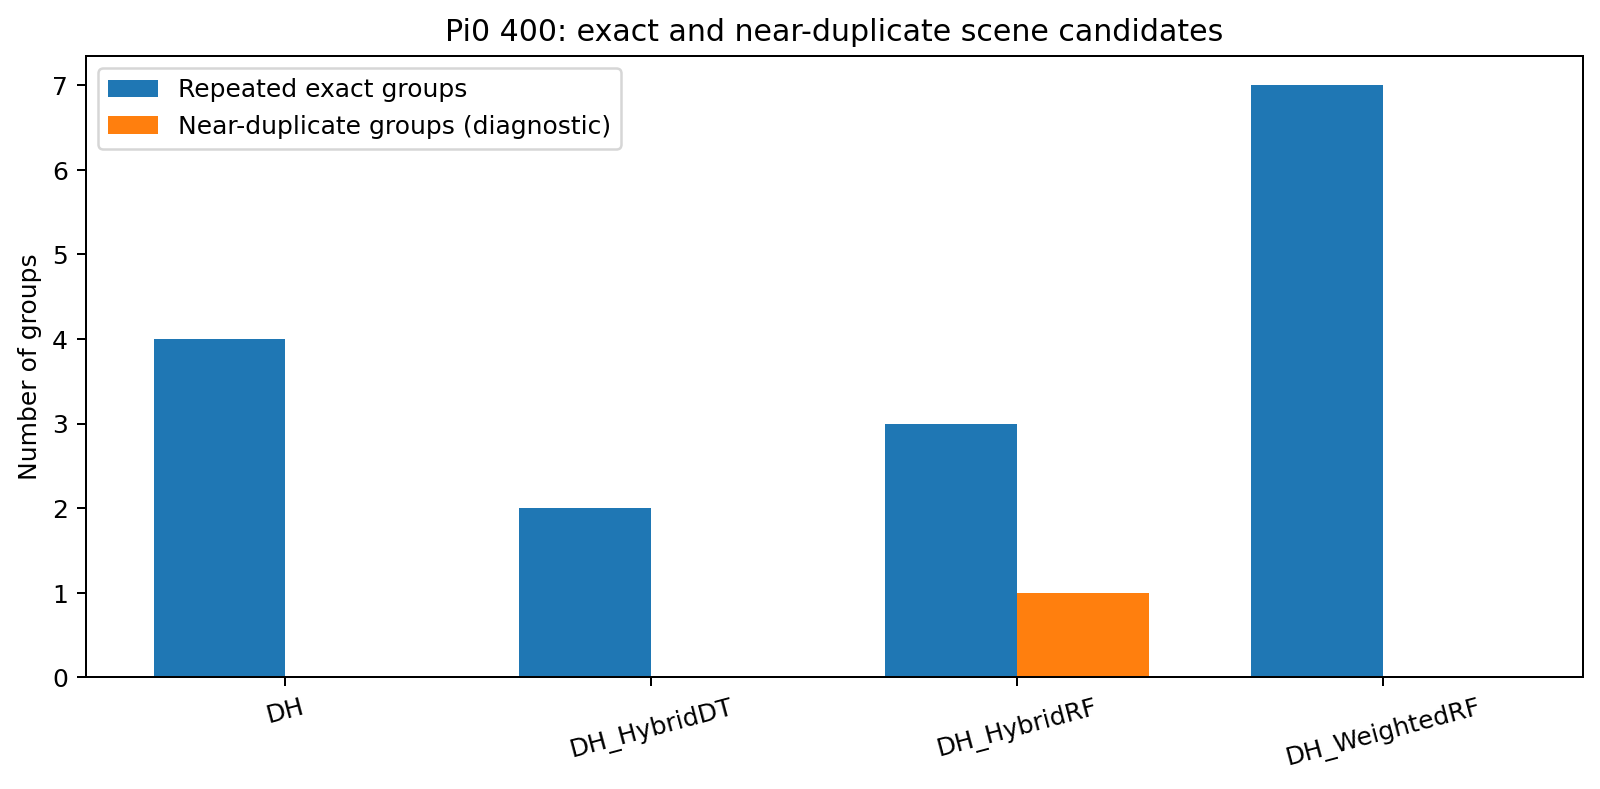 Pi0 400: exact and near-duplicate scene candidates
Repeated exact groups
Near-duplicate groups (diagnostic)
Number of groups
7
6
5
4
3
2
1
0
DH
DH_HybridDT
DH_HybridRF
DH_WeightedRF